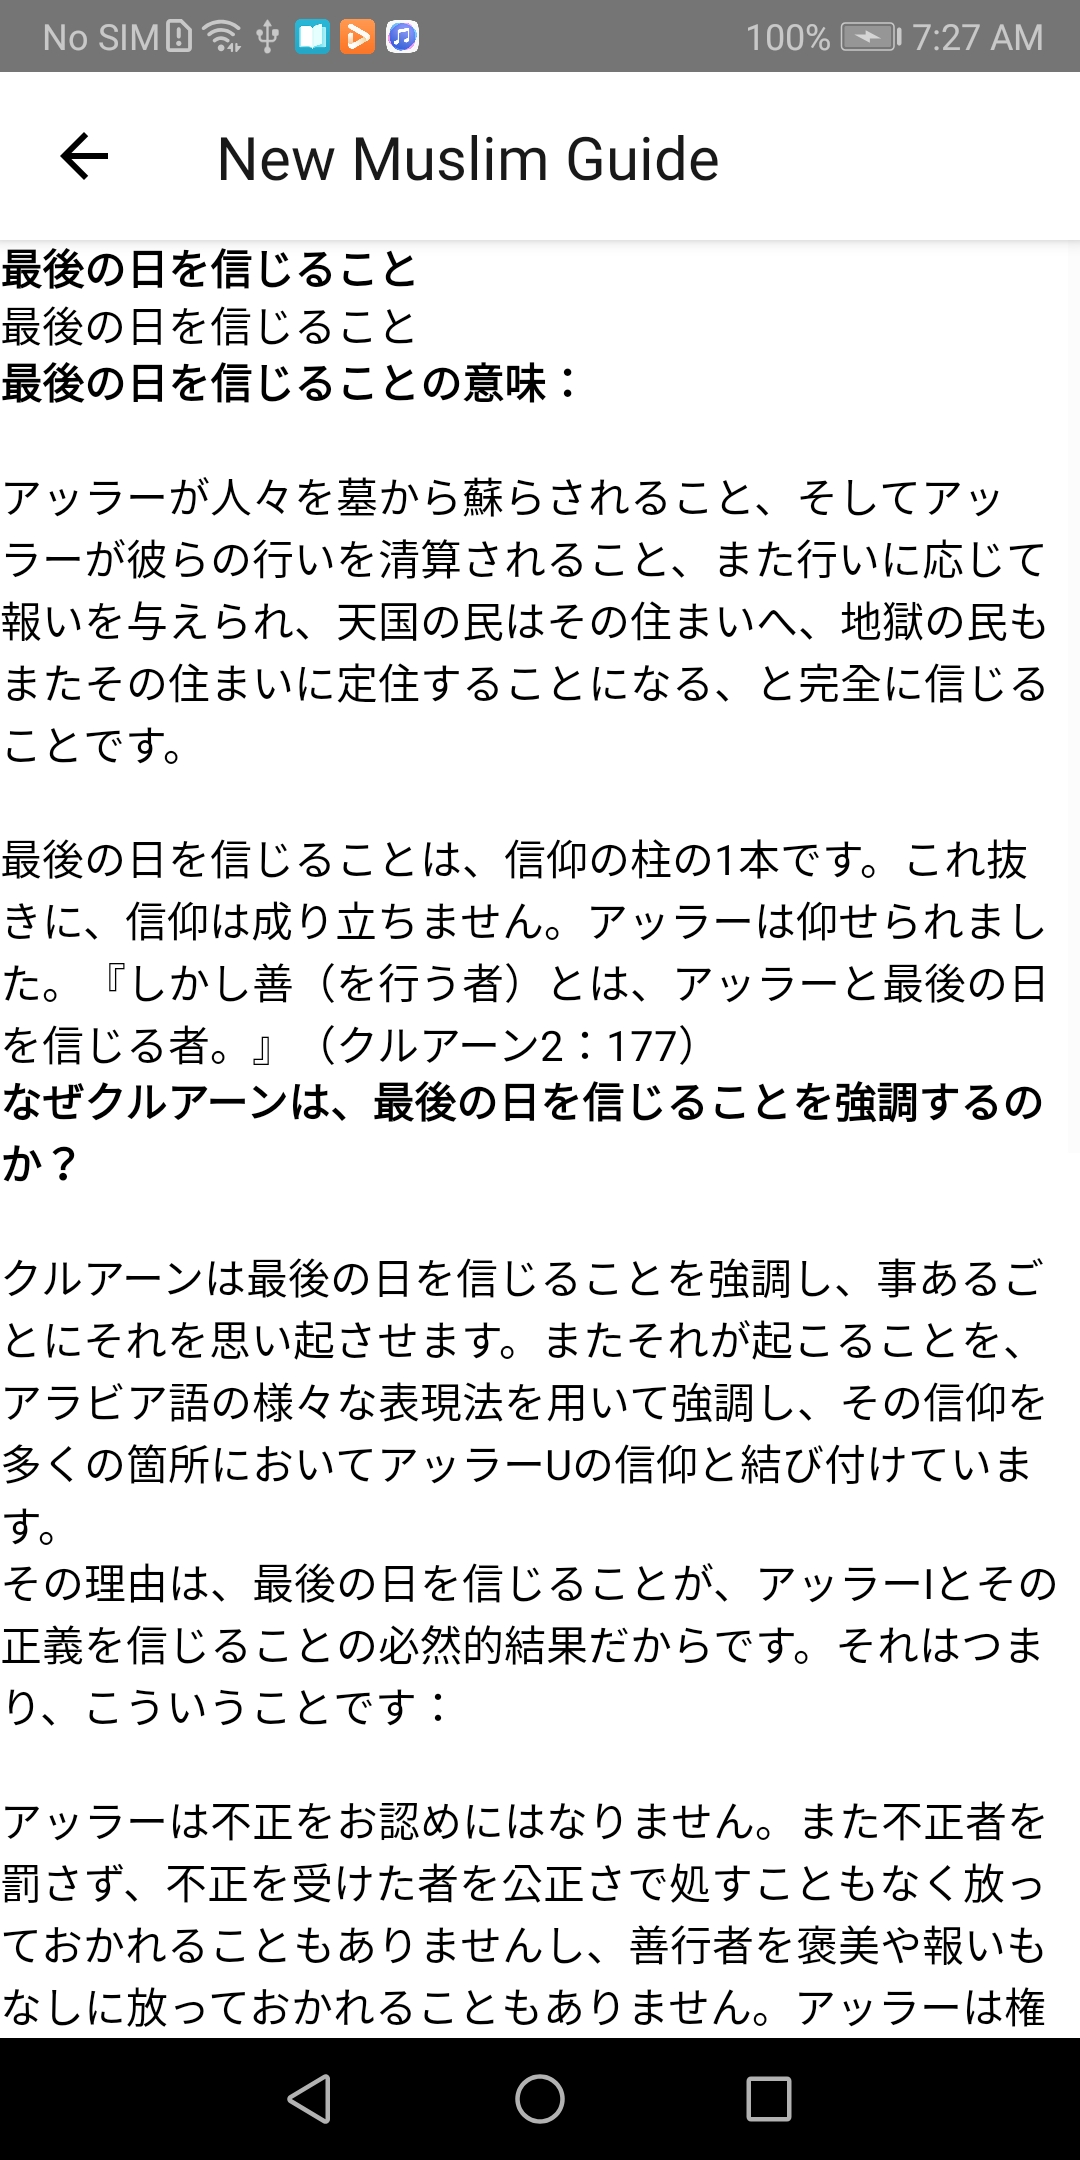 No SIM 100% 7:27 AM
New Muslim Guide
最後の日を信じること
最後の日を信じること
最後の日を信じることの意味：
アッラーが人々を墓から蘇らされること、そしてアッ
ラーが彼らの行いを清算されること、また行いに応じて
報いを与えられ、天国の民はその住まいへ、地獄の民も
またその住まいに定住することになる、と完全に信じる
ことです。
最後の日を信じることは、信仰の柱の1本です。これ抜
きに、信仰は成り立ちません。アッラーは仰せられまし
た。『しかし善（を行う者）とは、アッラーと最後の日
を信じる者。』（クルアーン2：177）
なぜクルアーンは、最後の日を信じることを強調するの
か？
クルアーンは最後の日を信じることを強調し、事あるご
とにそれを思い起させます。またそれが起こることを、
アラビア語の様々な表現法を用いて強調し、その信仰を
多くの箇所においてアッラーUの信仰と結び付けていま
す。
その理由は、最後の日を信じることが、アッラーIとその
正義を信じることの必然的結果だからです。それはつま
り、こういうことです：
アッラーは不正をお認めにはなりません。また不正者を
罰さず、不正を受けた者を公正さで処すこともなく放っ
ておかれることもありませんし、善行者を褒美や報いも
なしに放っておかれることもありません。アッラーは権